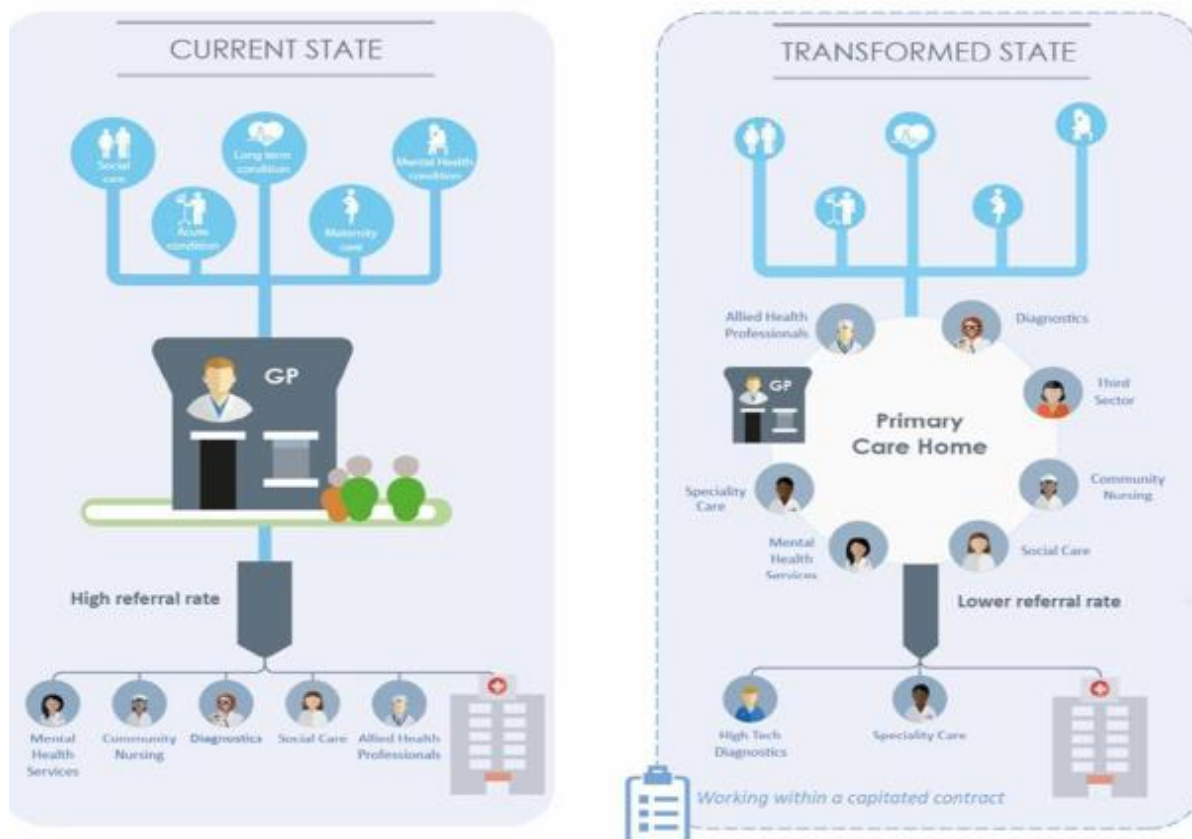 CURRENT STATE
Social
care
Long term
condition
Mental Health
condition
Acute
condition
Maternity
care
GP
High referral rate
Mental
Health
Services
Community
Nursing
Diagnostics
Social Care
Allied Health
Professionals
TRANSFORMED STATE
Allied Health
Professionals
Diagnostics
GP
Third
Sector
Primary
Care Home
Speciality
Care
Community
Nursing
Mental
Health
Services
Social Care
Lower referral rate
High Tech
Diagnostics
Speciality Care
Working within a capitated contract